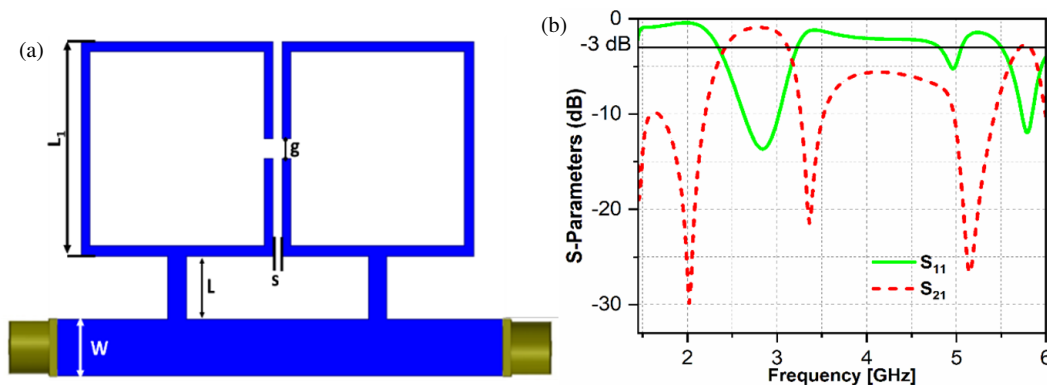 (a)
L1
g
s
L
W
(b)
0
-3 dB
-10
-20
-30
S-Parameters (dB)
S11
S21
2 3 4 5 6
Frequency [GHz]